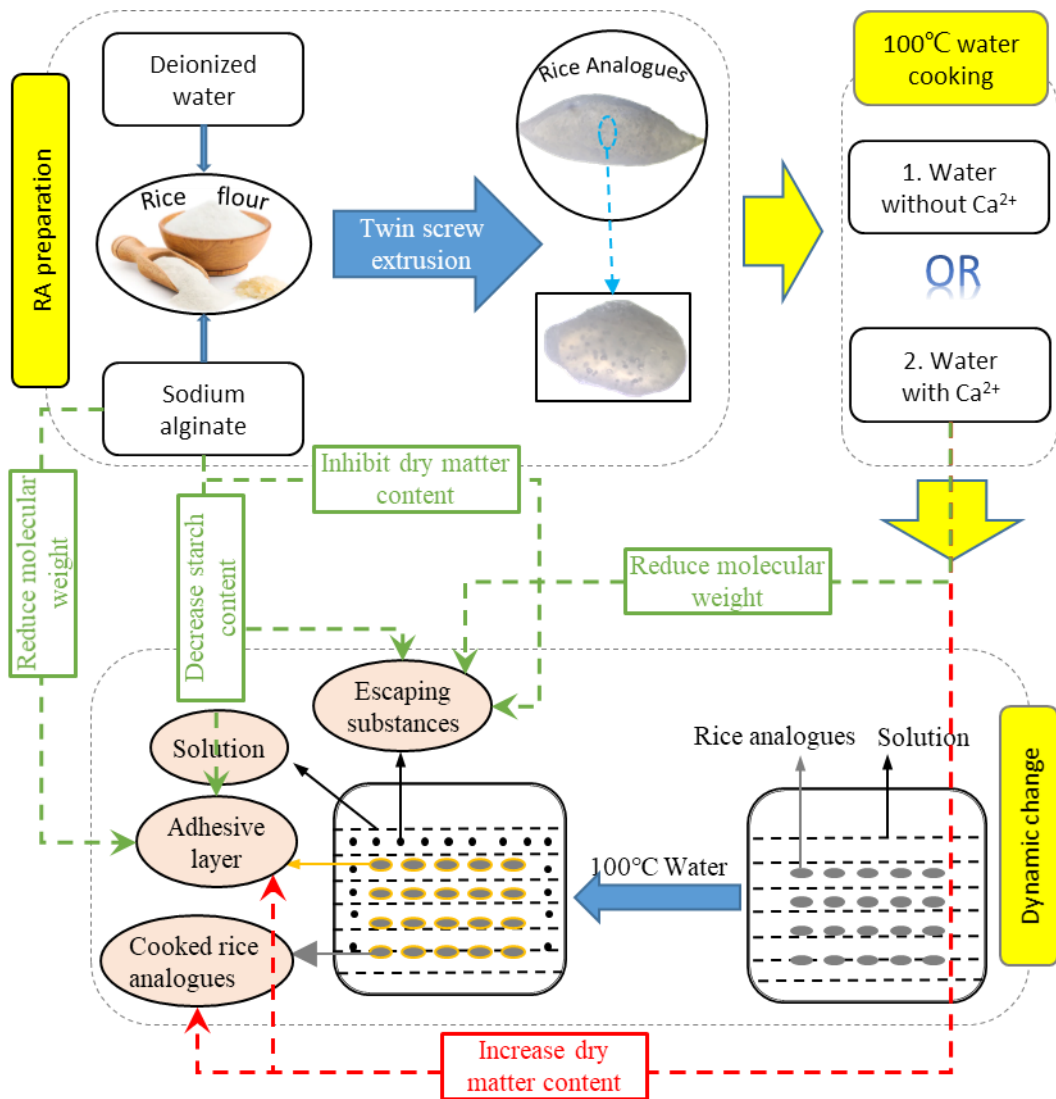 RA preparation
Deionized
water
Rice flour
Sodium
alginate
Twin screw
extrusion
Rice Analogues
100℃ water
cooking
1. Water
without Ca²⁺
OR
2. Water
with Ca²⁺
Reduce molecular
weight
Decrease starch
content
Inhibit dry matter
content
Reduce molecular
weight
Escaping
substances
Solution
Adhesive
layer
Cooked rice
analogues
100℃ Water
Rice analogues
Solution
Dynamic change
Increase dry
matter content